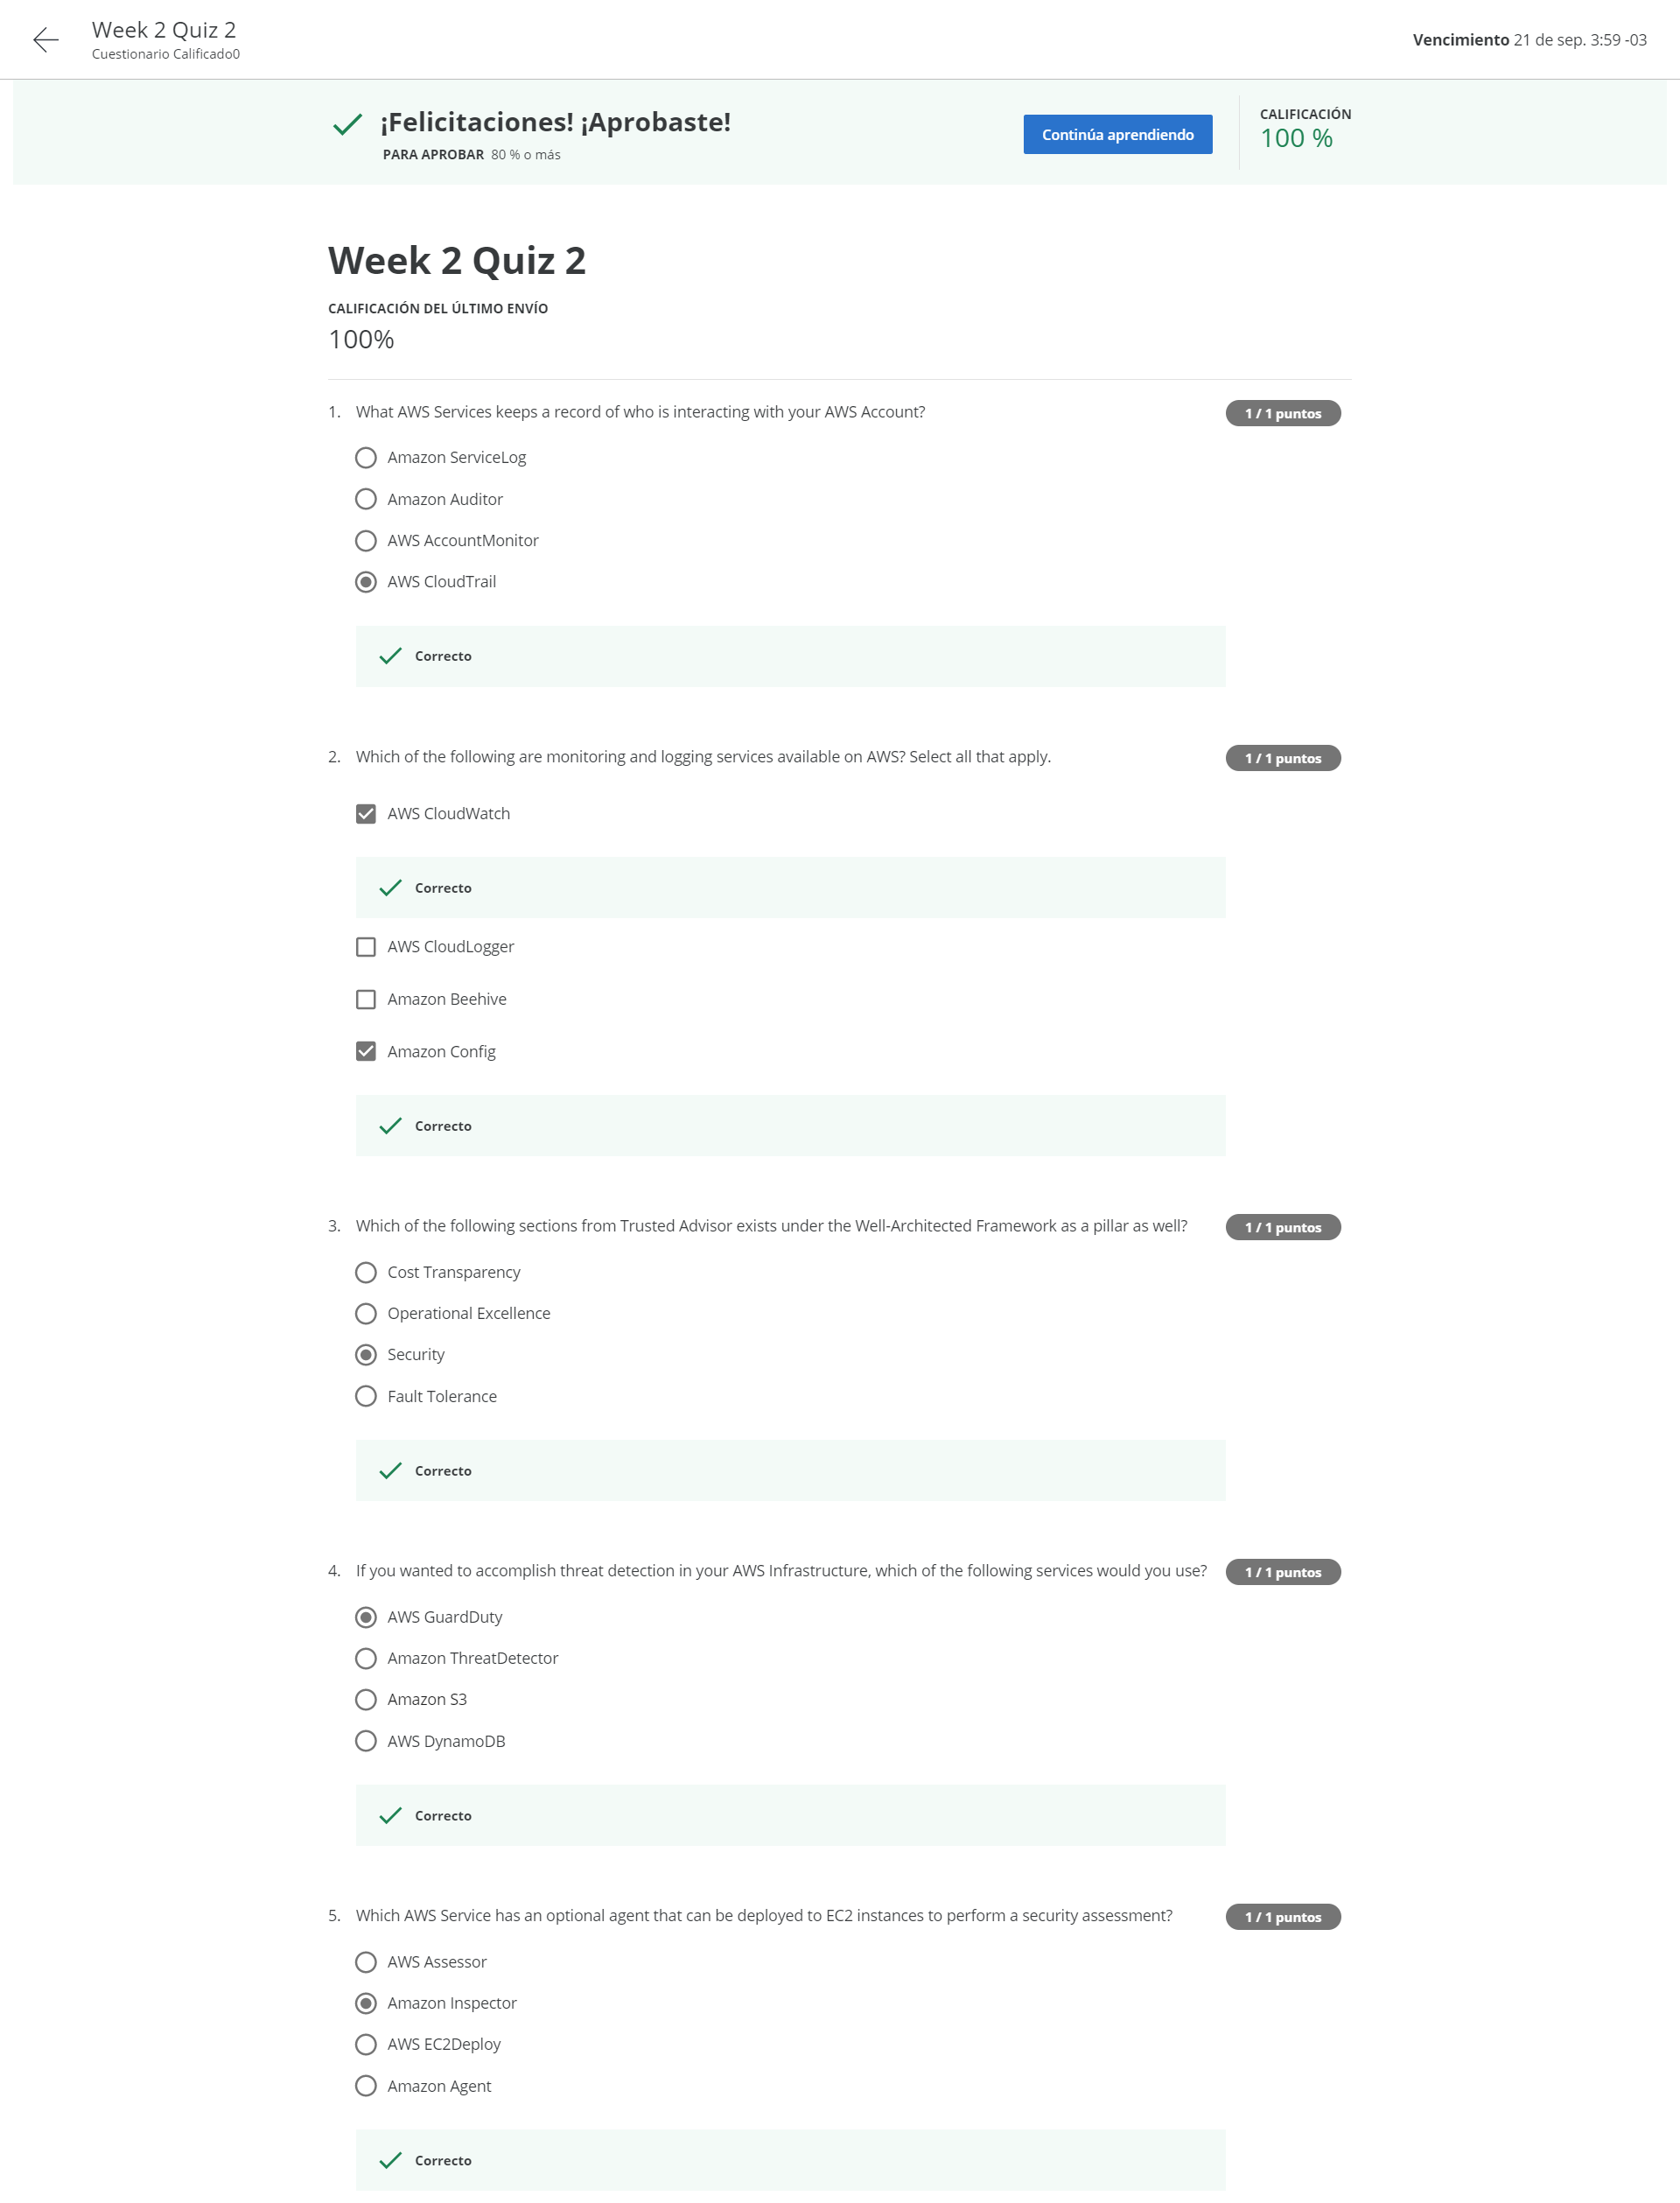 Week 2 Quiz 2
Cuestionario Calificado0
Vencimiento 21 de sep. 3:59 -03
¡Felicitaciones! ¡Aprobaste!
PARA APROBAR 80 % o más
Continúa aprendiendo
CALIFICACIÓN
100 %
Week 2 Quiz 2
CALIFICACIÓN DEL ÚLTIMO ENVÍO
100%
1. What AWS Services keeps a record of who is interacting with your AWS Account?
1 / 1 puntos
Amazon ServiceLog
Amazon Auditor
AWS AccountMonitor
AWS CloudTrail
Correcto
2. Which of the following are monitoring and logging services available on AWS? Select all that apply.
1 / 1 puntos
AWS CloudWatch
Correcto
AWS CloudLogger
Amazon Beehive
Amazon Config
Correcto
3. Which of the following sections from Trusted Advisor exists under the Well-Architected Framework as a pillar as well?
1 / 1 puntos
Cost Transparency
Operational Excellence
Security
Fault Tolerance
Correcto
4. If you wanted to accomplish threat detection in your AWS Infrastructure, which of the following services would you use?
1 / 1 puntos
AWS GuardDuty
Amazon ThreatDetector
Amazon S3
AWS DynamoDB
Correcto
5. Which AWS Service has an optional agent that can be deployed to EC2 instances to perform a security assessment?
1 / 1 puntos
AWS Assessor
Amazon Inspector
AWS EC2Deploy
Amazon Agent
Correcto